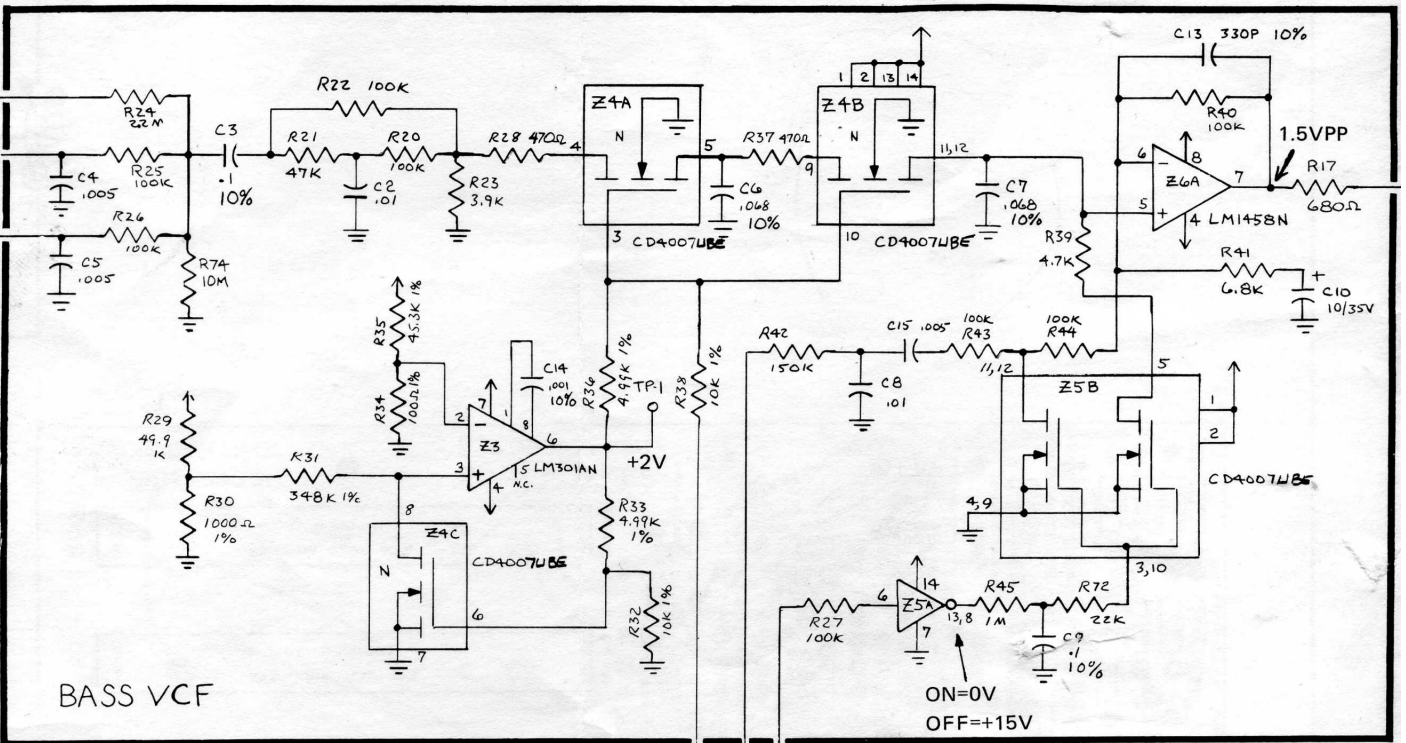 C13 330P 10%
R40
100K
1.5VPP
R17
680Ω
R24
22M
R22 100K
C3
.1
10%
R21
47K
R20
100K
R28 470Ω
4
Z4A
N
5
3
CD4007UBE
R37 470Ω
C6
.068
10%
1
2
13
14
Z4B
N
9
11,12
10
CD4007UBE
C7
.068
10%
6
8
Z6A
7
5
4
LM1458N
C4
.005
R25
100K
R26
100K
C5
.005
R74
10M
C2
.01
R23
3.9K
R39
4.7K
R41
6.8K
+
C10
10/35V
R35
45.3K 1%
R34
100Ω 1%
C14
.001
10%
R36
4.99K 1%
TP-1
R38
10K 1%
R42
150K
C15 .005
100K
R43
100K
R44
C8
.01
11,12
Z5B
5
1
2
CD4007UBE
4,9
3,10
R29
49.9
K
R31
348K 1%
R30
1000Ω
1%
2
-
7
1
8
Z3
6
3
+
5
N.C.
4
LM301AN
+2V
8
Z4C
N
CD4007UBE
6
7
R33
4.99K
1%
R32
10K 1%
R27
100K
6
14
Z5A
13,8
7
R45
1M
R72
22K
C9
.1
10%
ON=0V
OFF=+15V
BASS VCF